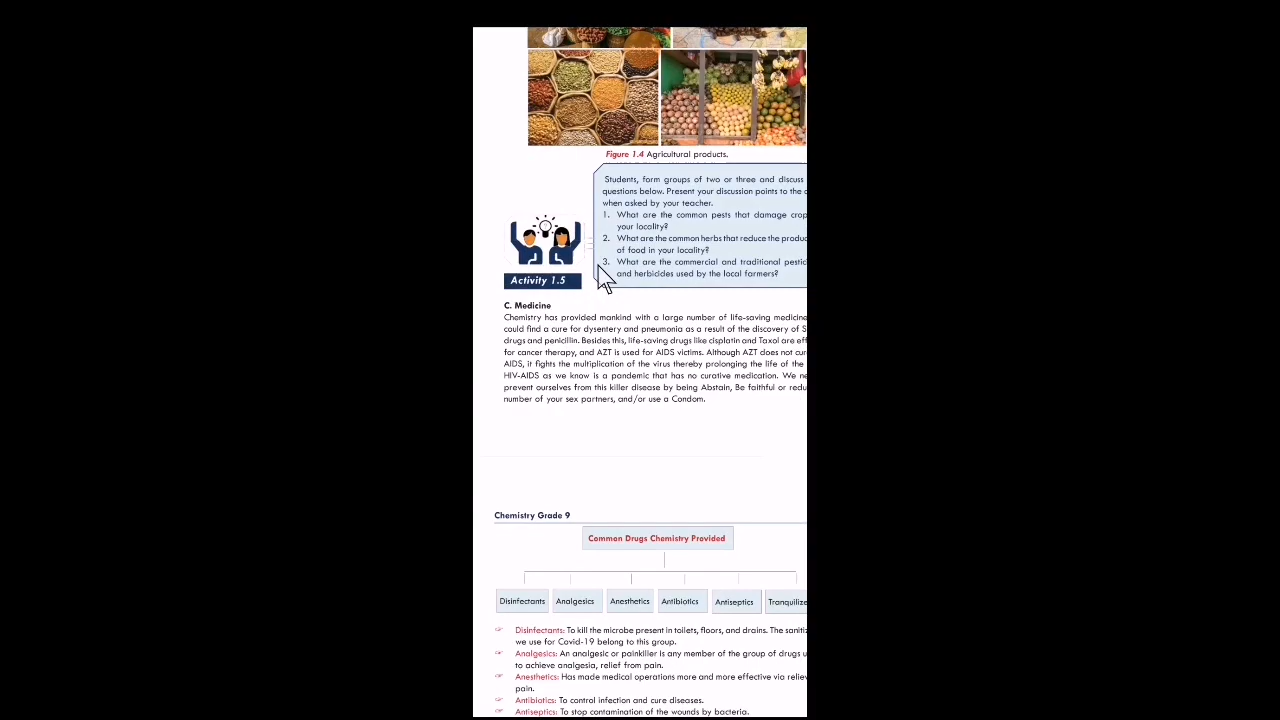 Figure 1.4 Agricultural products.
Students, form groups of two or three and discuss
questions below. Present your discussion points to the
when asked by your teacher.
1. What are the common pests that damage crop
your locality?
2. What are the common herbs that reduce the produc
of food in your locality?
3. What are the commercial and traditional pestic
and herbicides used by the local farmers?
Activity 1.5
C. Medicine
Chemistry has provided mankind with a large number of life-saving medicine
could find a cure for dysentery and pneumonia as a result of the discovery of S
drugs and penicillin. Besides this, life-saving drugs like cisplatin and Taxol are eff
for cancer therapy, and AZT is used for AIDS victims. Although AZT does not cur
AIDS, it fights the multiplication of the virus thereby prolonging the life of the
HIV-AIDS as we know is a pandemic that has no curative medication. We ne
prevent ourselves from this killer disease by being Abstain, Be faithful or redu
number of your sex partners, and/or use a Condom.
Chemistry Grade 9
Common Drugs Chemistry Provided
Disinfectants Analgesics Anesthetics Antibiotics Antiseptics Tranquilize
Disinfectants: To kill the microbe present in toilets, floors, and drains. The sanitiz
we use for Covid-19 belong to this group.
Analgesics: An analgesic or painkiller is any member of the group of drugs u
to achieve analgesia, relief from pain.
Anesthetics: Has made medical operations more and more effective via reliev
pain.
Antibiotics: To control infection and cure diseases.
Antiseptics: To stop contamination of the wounds by bacteria.